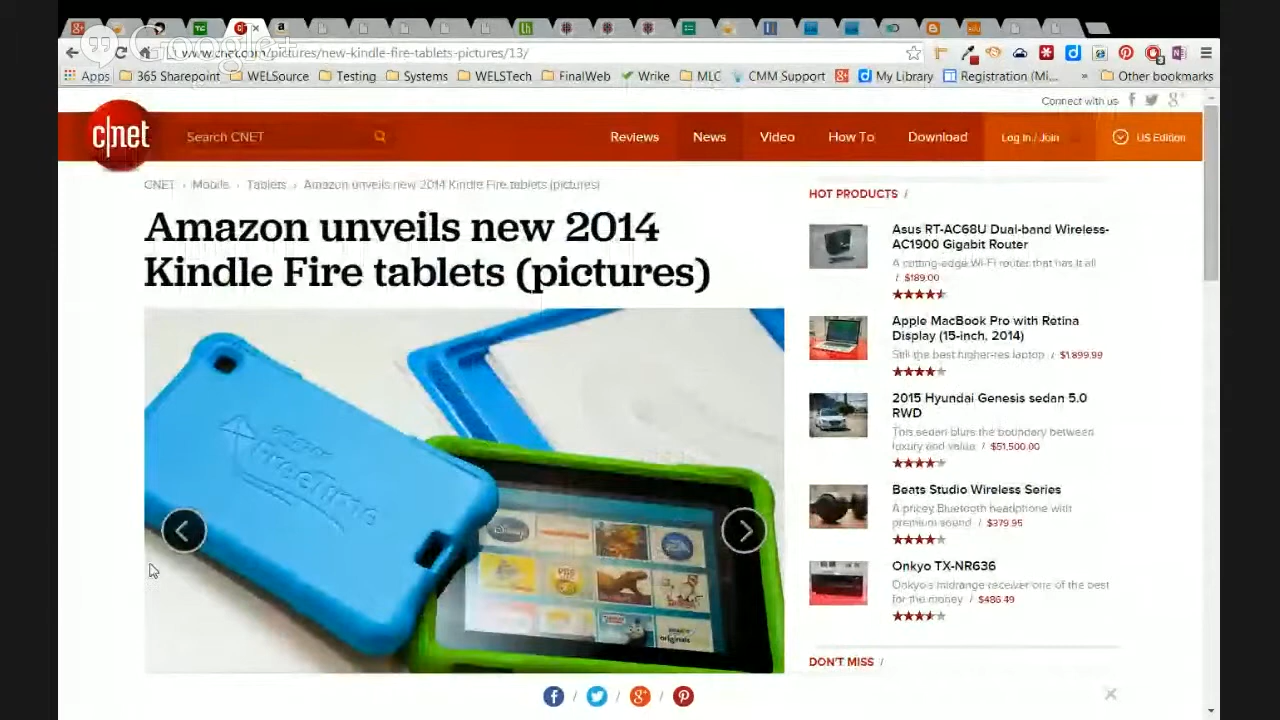 Google+
www.cnet.com/pictures/new-kindle-fire-tablets-pictures/13/
Apps 365 Sharepoint WELSource Testing Systems WELSTech FinalWeb Wrike MLC CMM Support My Library Registration (Mi... » Other bookmarks
Connect with us
c|net Search CNET Reviews News Video How To Download Log In / Join US Edition
CNET › Mobile › Tablets › Amazon unveils new 2014 Kindle Fire tablets (pictures)
Amazon unveils new 2014
Kindle Fire tablets (pictures)
HOT PRODUCTS /
Asus RT-AC68U Dual-band Wireless-
AC1900 Gigabit Router
A cutting-edge Wi-Fi router that has it all
/ $189.00
Apple MacBook Pro with Retina
Display (15-inch, 2014)
Still the best higher-res laptop / $1,899.99
2015 Hyundai Genesis sedan 5.0
RWD
This sedan blurs the boundary between
luxury and value / $51,500.00
Beats Studio Wireless Series
A pricey Bluetooth headphone with
premium sound / $379.95
Onkyo TX-NR636
Onkyo's midrange receiver one of the best
for the money / $486.49
DON'T MISS /
amazon
freetime
Disney
PBS
originals